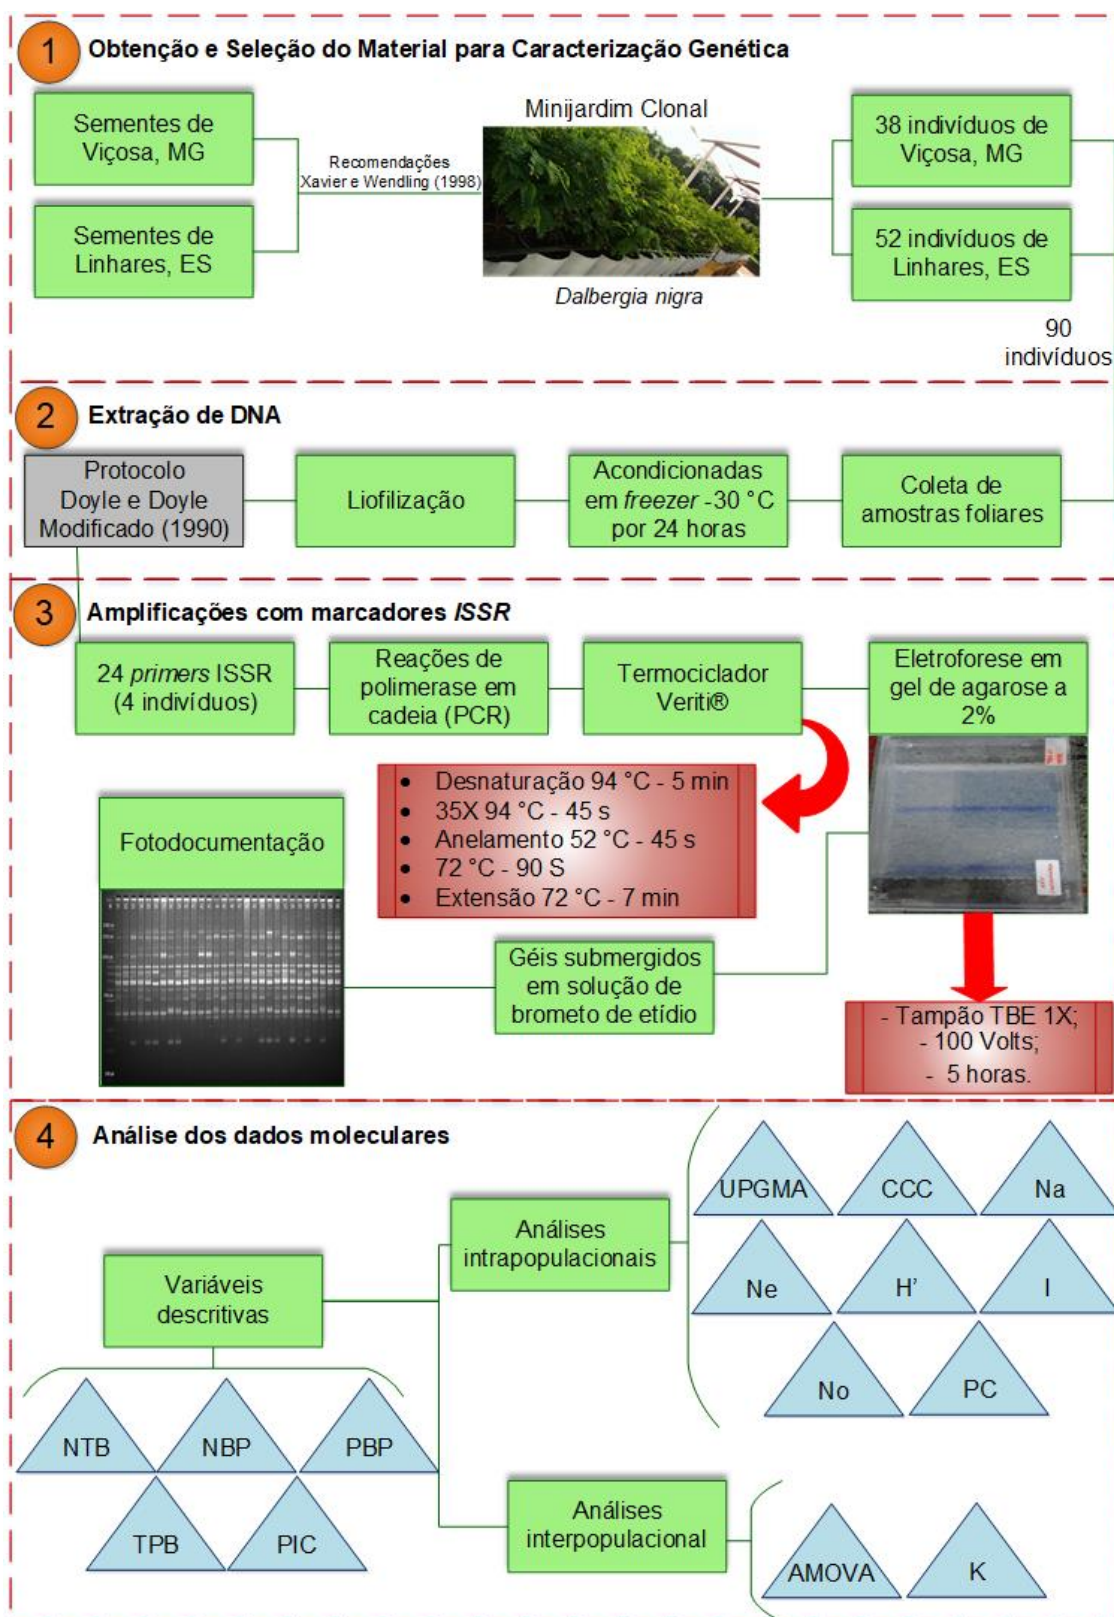 1
Obtenção e Seleção do Material para Caracterização Genética
Sementes de
Viçosa, MG
Sementes de
Linhares, ES
Recomendações
Xavier e Wendling (1998)
Minijardim Clonal
Dalbergia nigra
38 indivíduos de
Viçosa, MG
52 indivíduos de
Linhares, ES
90
indivíduos
2
Extração de DNA
Protocolo
Doyle e Doyle
Modificado (1990)
Liofilização
Acondicionadas
em freezer -30 °C
por 24 horas
Coleta de
amostras foliares
3
Amplificações com marcadores ISSR
24 primers ISSR
(4 indivíduos)
Reações de
polimerase em
cadeia (PCR)
Termociclador
Veriti®
Eletroforese em
gel de agarose a
2%
• Desnaturação 94 °C - 5 min
• 35X 94 °C - 45 s
• Anelamento 52 °C - 45 s
• 72 °C - 90 S
• Extensão 72 °C - 7 min
Fotodocumentação
Géis submergidos
em solução de
brometo de etídio
- Tampão TBE 1X;
- 100 Volts;
- 5 horas.
4
Análise dos dados moleculares
Variáveis
descritivas
NTB
NBP
PBP
TPB
PIC
Análises
intrapopulacionais
UPGMA
CCC
Na
Ne
H’
I
No
PC
Análises
interpopulacional
AMOVA
K